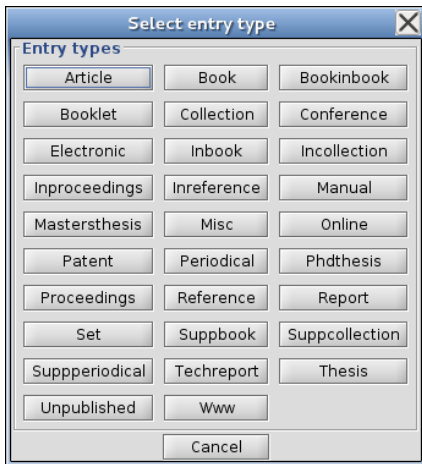 Select entry type
Entry types
Article Book Bookinbook
Booklet Collection Conference
Electronic Inbook Incollection
Inproceedings Inreference Manual
Mastersthesis Misc Online
Patent Periodical Phdthesis
Proceedings Reference Report
Set Suppbook Suppcollection
Suppperiodical Techreport Thesis
Unpublished Www
Cancel